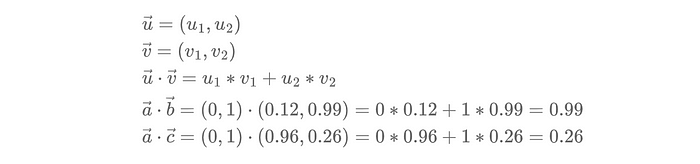 u⃗ = (u₁, u₂)
v⃗ = (v₁, v₂)
u⃗ · v⃗ = u₁ * v₁ + u₂ * v₂
a⃗ · b⃗ = (0, 1) · (0.12, 0.99) = 0 * 0.12 + 1 * 0.99 = 0.99
a⃗ · c⃗ = (0, 1) · (0.96, 0.26) = 0 * 0.96 + 1 * 0.26 = 0.26